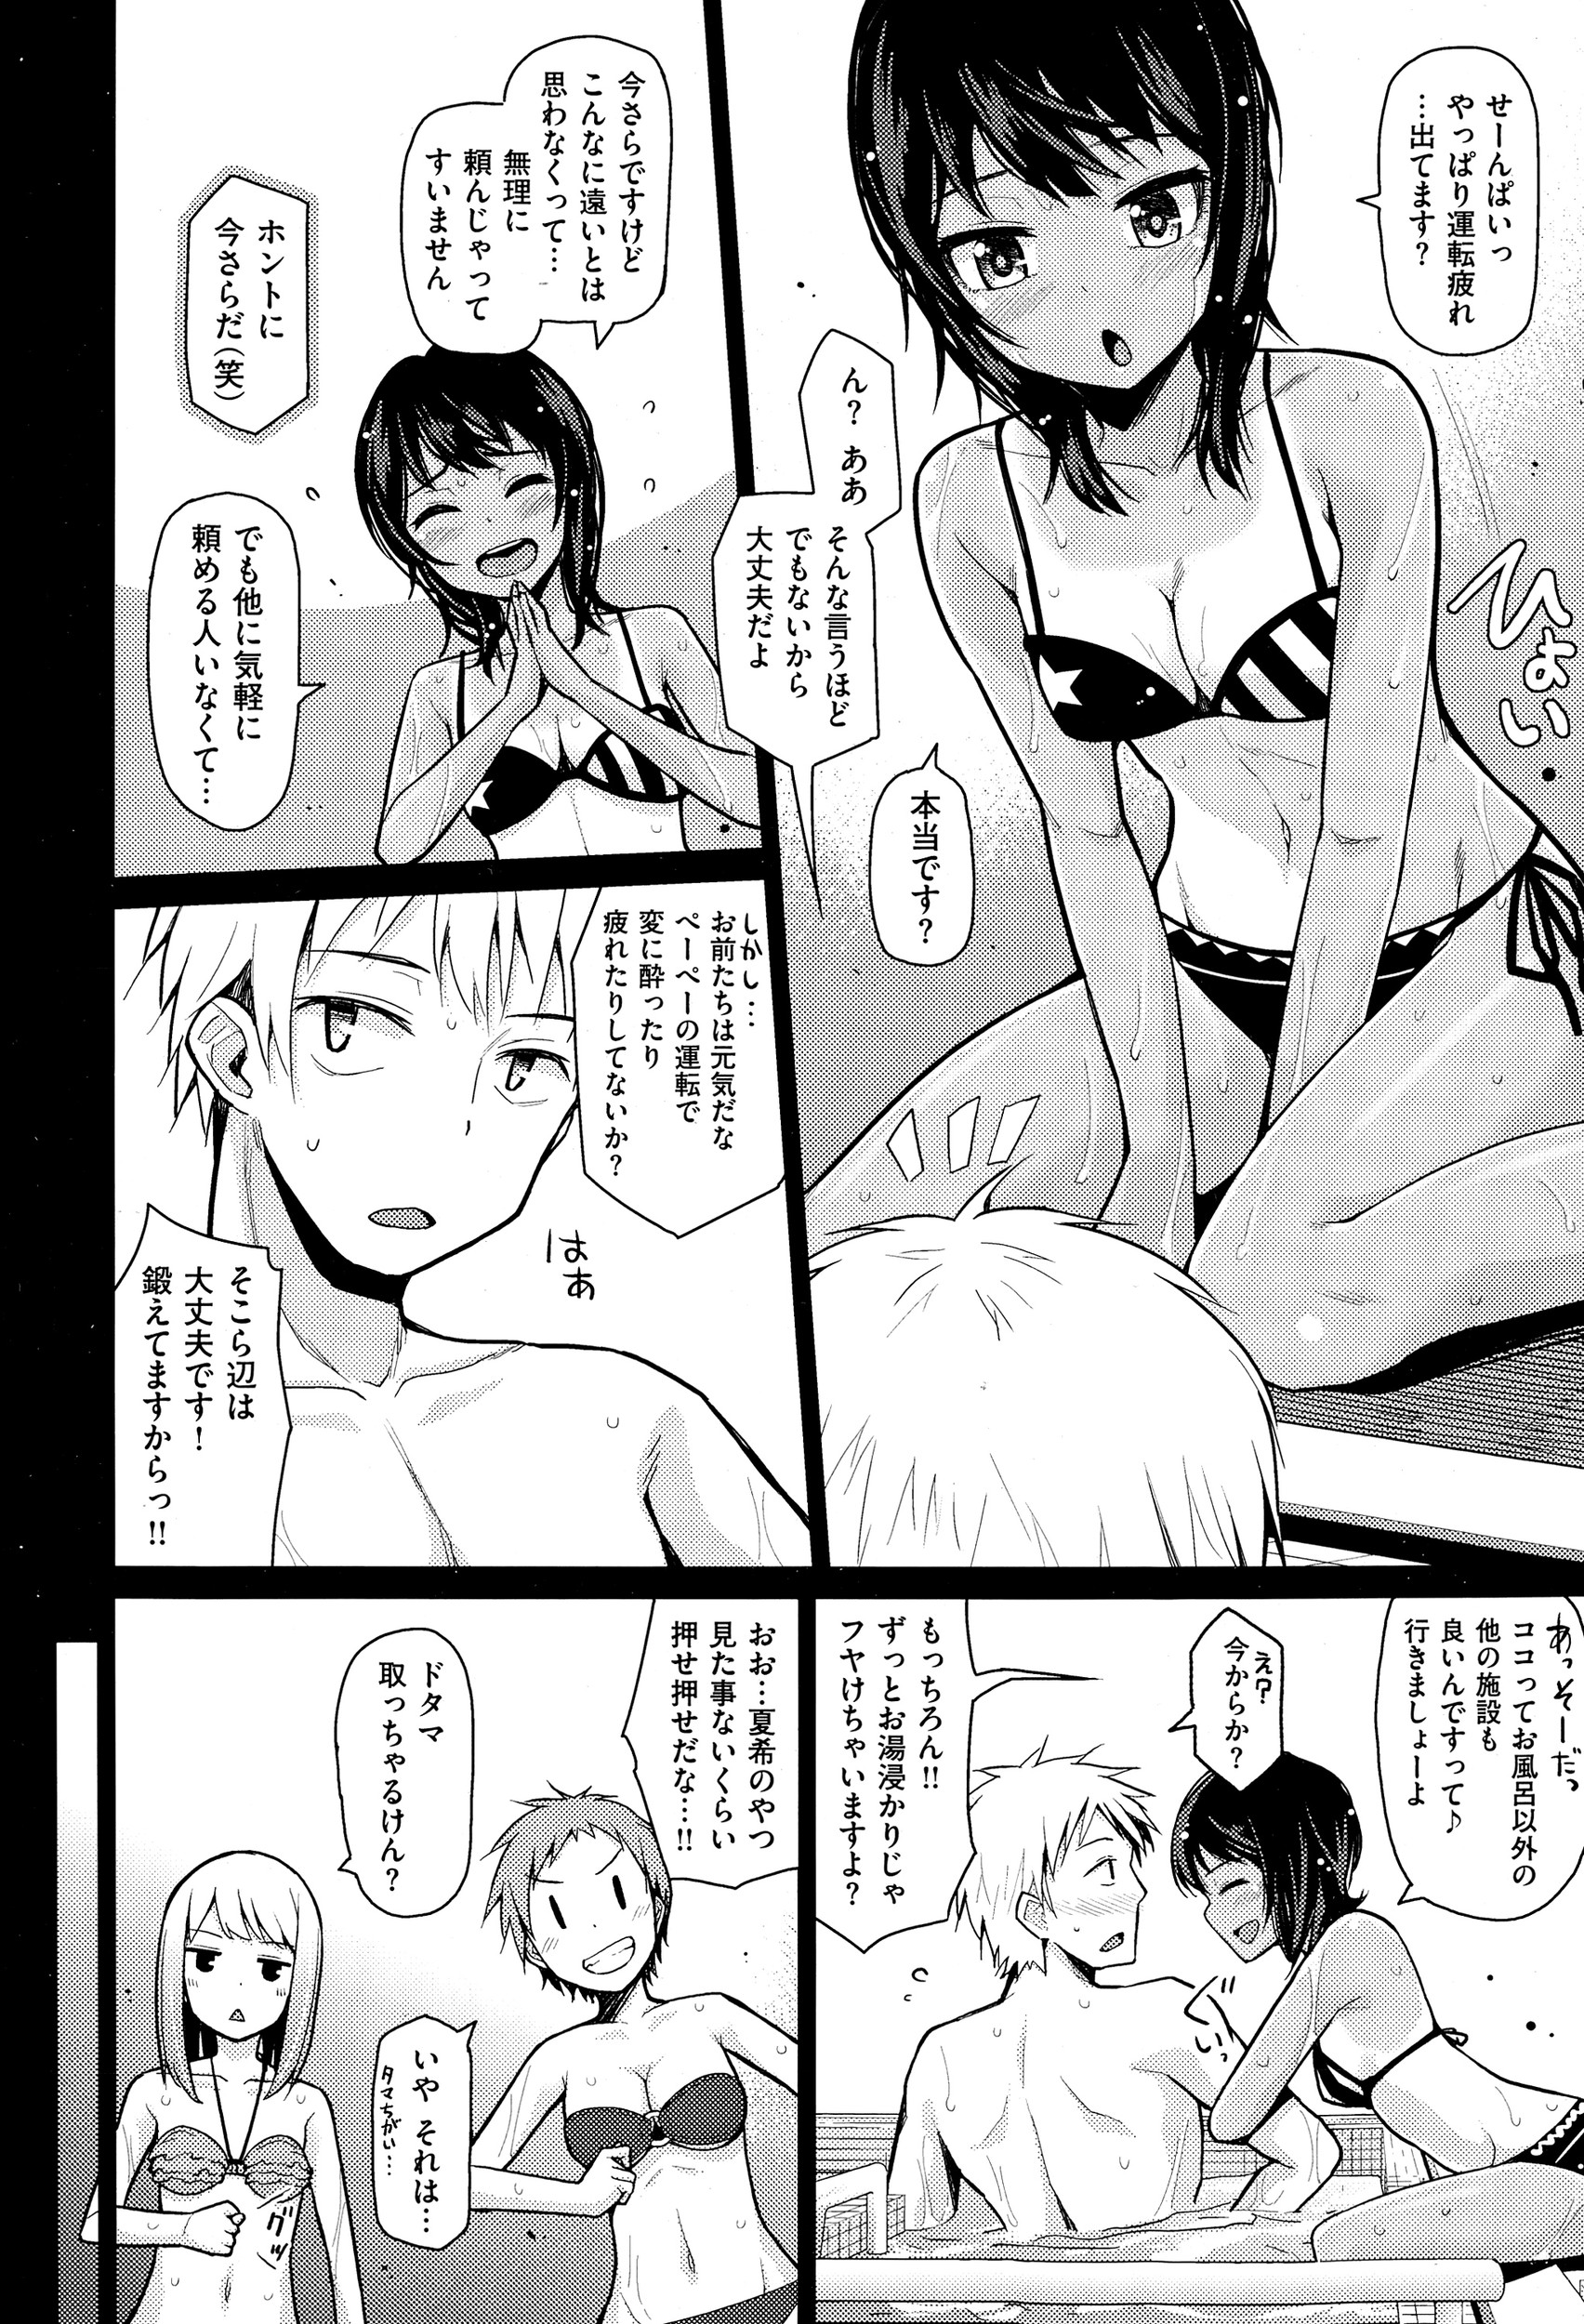 せーんぱいっ
やっぱり運転疲れ
…出てます？
ひょい
ん？ ああ
そんな言うほど
でもないから
大丈夫だよ
本当です？
今さらですけど
こんなに遠いとは
思わなくって…
無理に
頼んじゃって
すいません
ホントに
今さらだ（笑）
でも他に気軽に
頼める人いなくて…
しかし…
お前たちは元気だな
ペーペーの運転で
変に酔ったり
疲れたりしてないか？
はあ
そこら辺は
大丈夫です！
鍛えてますからっ!!
あっそーだっ
ココってお風呂以外の
他の施設も
良いんですって♪
行きましょーよ
え？
今からか？
もっちろん!!
ずっとお湯浸かりじゃ
フヤけちゃいますよ？
ぐいっ
おお…夏希のやつ
見た事ないくらい
押せ押せだな…!!
ドタマ
取っちゃるけん？
いや それは…
タマちがい…
グッ